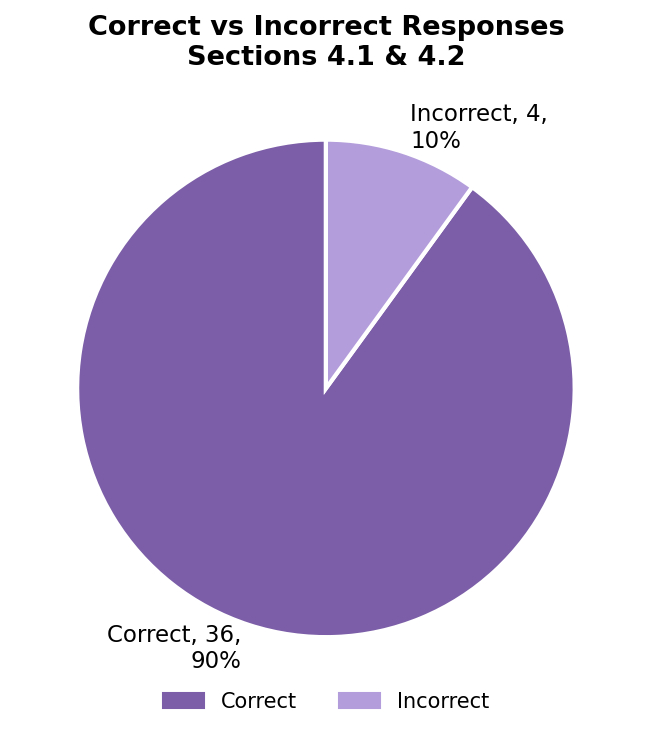 Correct vs Incorrect Responses
Sections 4.1 & 4.2
Incorrect, 4,
10%
Correct, 36,
90%
Correct
Incorrect